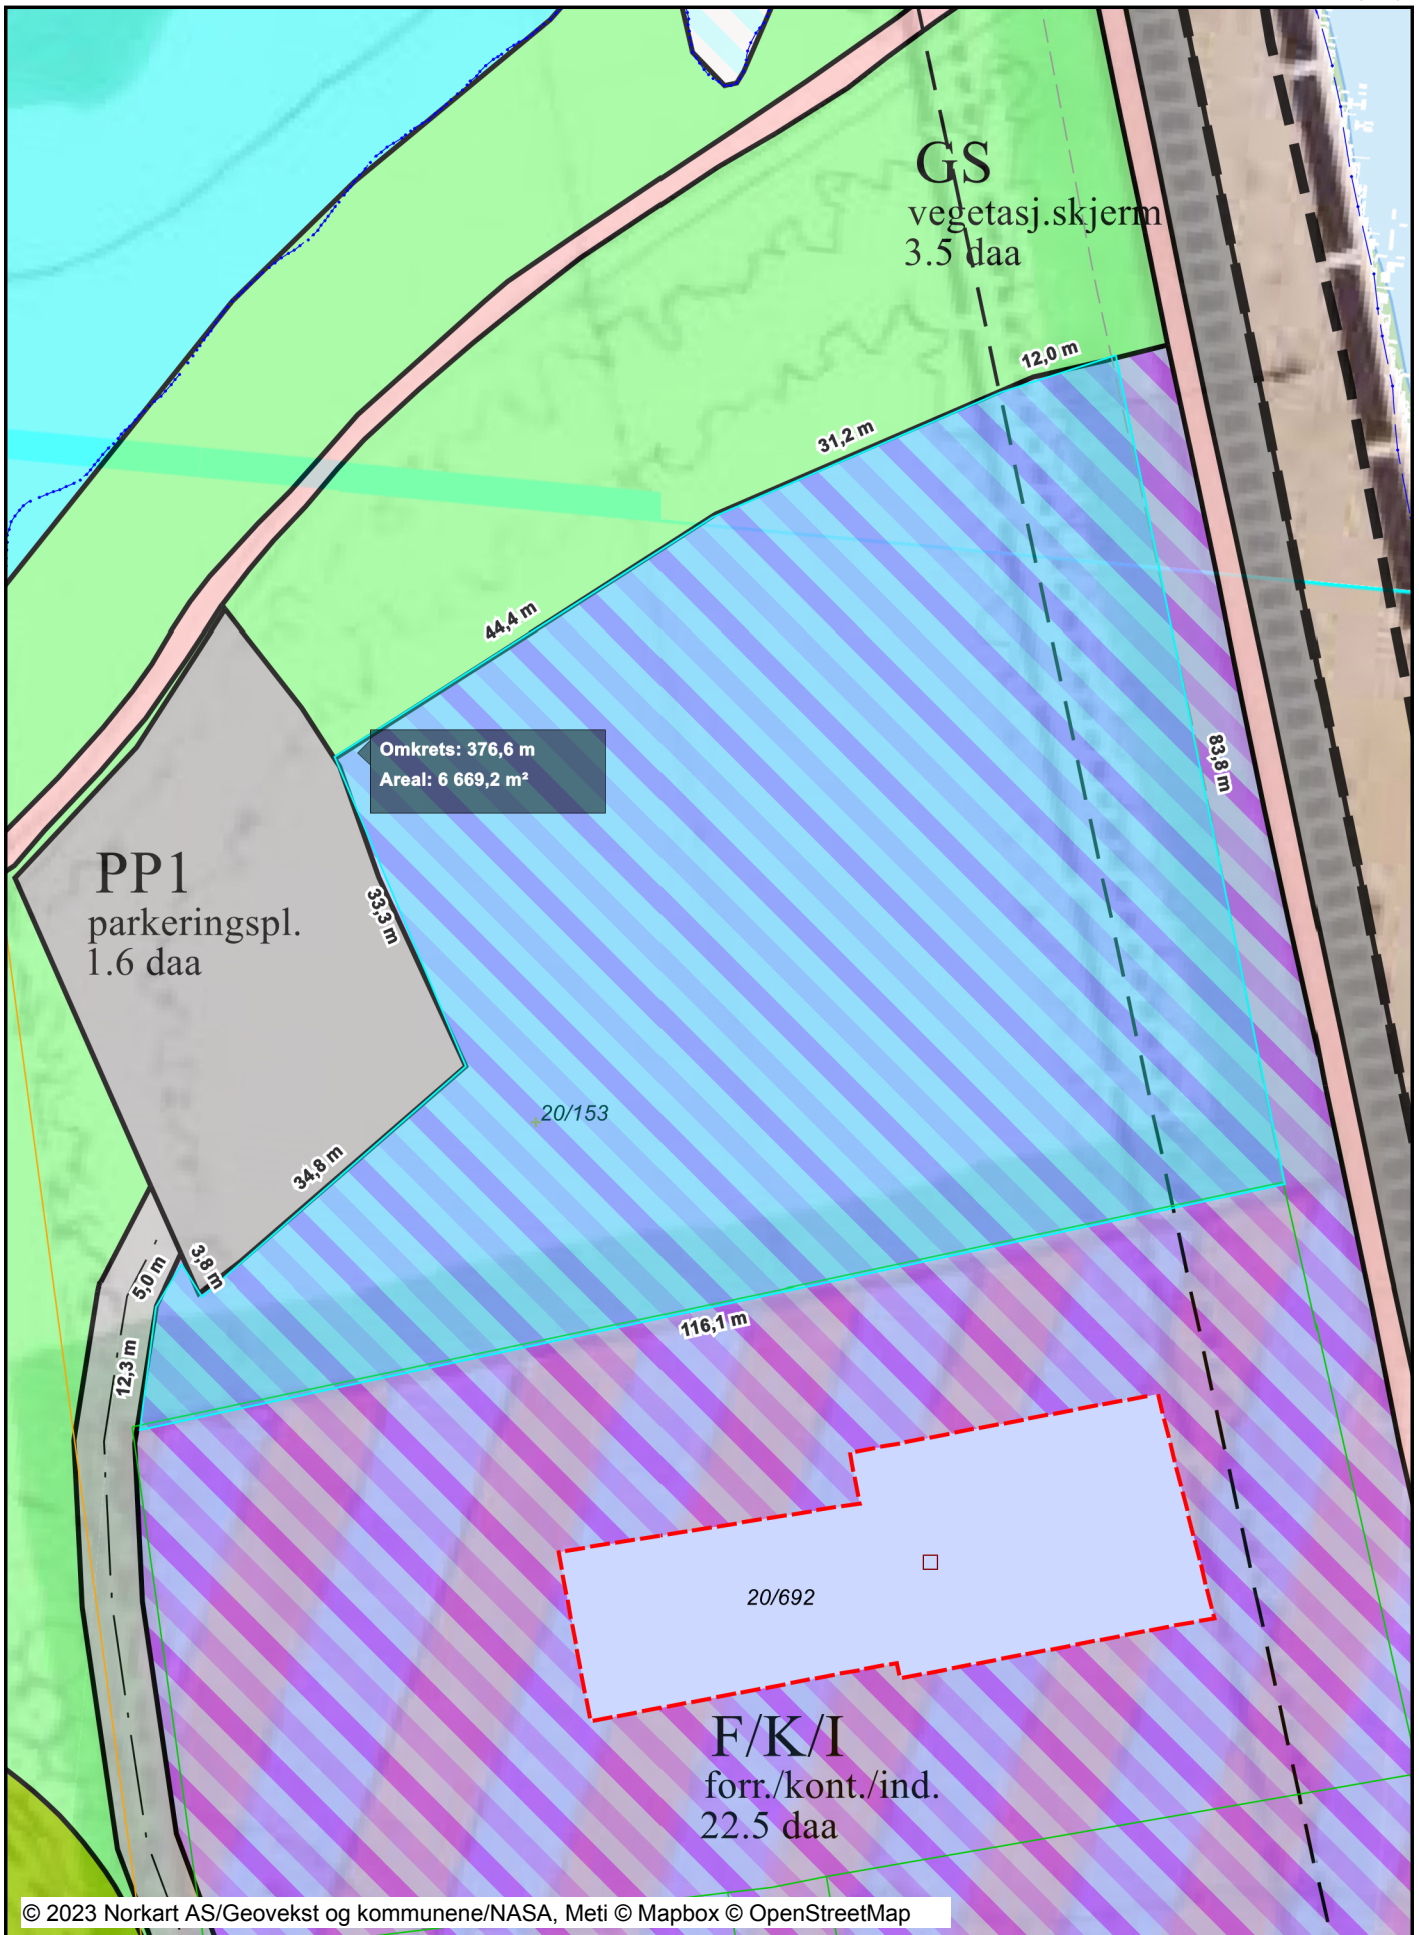 GS
vegetasj.skjerm
3.5 daa
12,0 m
31,2 m
44,4 m
Omkrets: 376,6 m
Areal: 6 669,2 m²
83,8 m
PP1
parkeringspl.
1.6 daa
33,3 m
20/153
34,8 m
3,8 m
5,0 m
116,1 m
12,3 m
20/692
F/K/I
forr./kont./ind.
22.5 daa
© 2023 Norkart AS/Geovekst og kommunene/NASA, Meti © Mapbox © OpenStreetMap